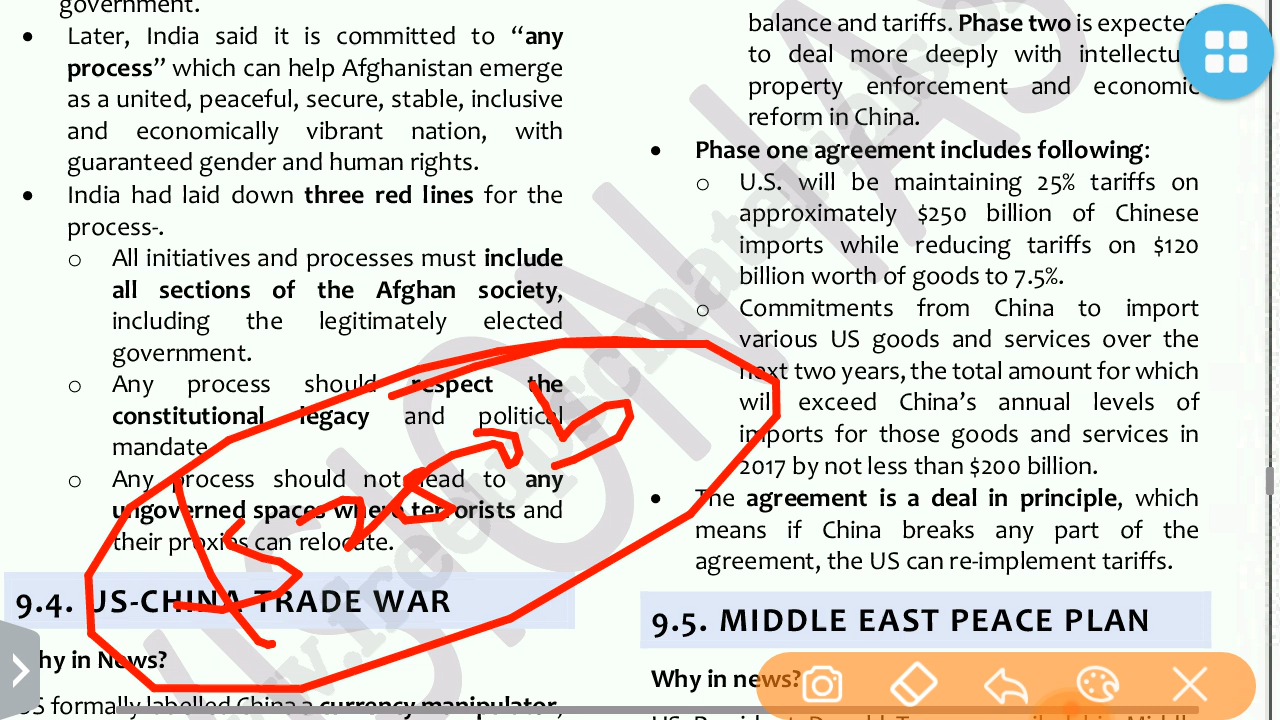 government.
• Later, India said it is committed to “any
process” which can help Afghanistan emerge
as a united, peaceful, secure, stable, inclusive
and economically vibrant nation, with
guaranteed gender and human rights.
• India had laid down three red lines for the
process-.
o All initiatives and processes must include
all sections of the Afghan society,
including the legitimately elected
government.
o Any process should respect the
constitutional legacy and political
mandate
o Any process should not lead to any
ungoverned spaces where terrorists and
their proxies can relocate.
9.4. US-CHINA TRADE WAR
Why in News?
US formally labelled China a currency manipulator,
balance and tariffs. Phase two is expected
to deal more deeply with intellectual
property enforcement and economic
reform in China.
• Phase one agreement includes following:
o U.S. will be maintaining 25% tariffs on
approximately $250 billion of Chinese
imports while reducing tariffs on $120
billion worth of goods to 7.5%.
o Commitments from China to import
various US goods and services over the
next two years, the total amount for which
will exceed China’s annual levels of
imports for those goods and services in
2017 by not less than $200 billion.
• The agreement is a deal in principle, which
means if China breaks any part of the
agreement, the US can re-implement tariffs.
9.5. MIDDLE EAST PEACE PLAN
Why in news?